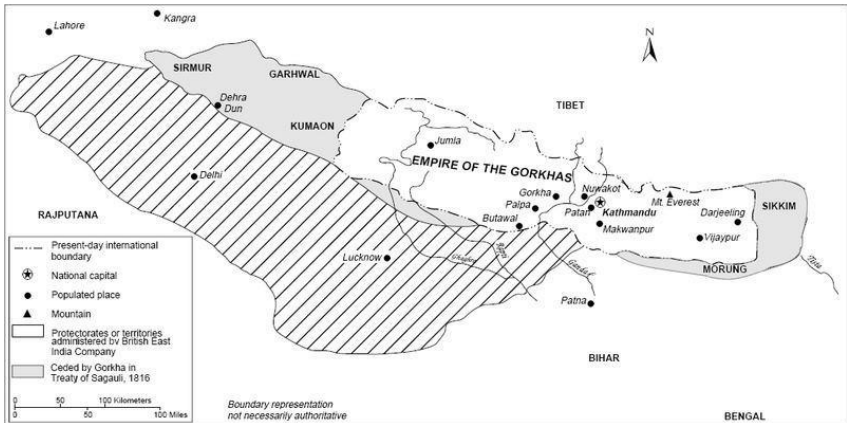 Lahore
Kangra
N
SIRMUR
GARHWAL
Dehra
Dun
TIBET
KUMAON
Jumla
EMPIRE OF THE GORKHAS
Delhi
Gorkha
Nuwakot
Mt. Everest
SIKKIM
Palpa
Patan
Kathmandu
Darjeeling
RAJPUTANA
Butawal
Makwanpur
Vijaypur
Lucknow
MORUNG
Patna
BIHAR
BENGAL
Present-day international
boundary
National capital
Populated place
Mountain
Protectorates or territories
administered by British East
India Company
Ceded by Gorkha in
Treaty of Sagauli, 1816
0 50 100 Kilometers
0 50 100 Miles
Boundary representation
not necessarily authoritative